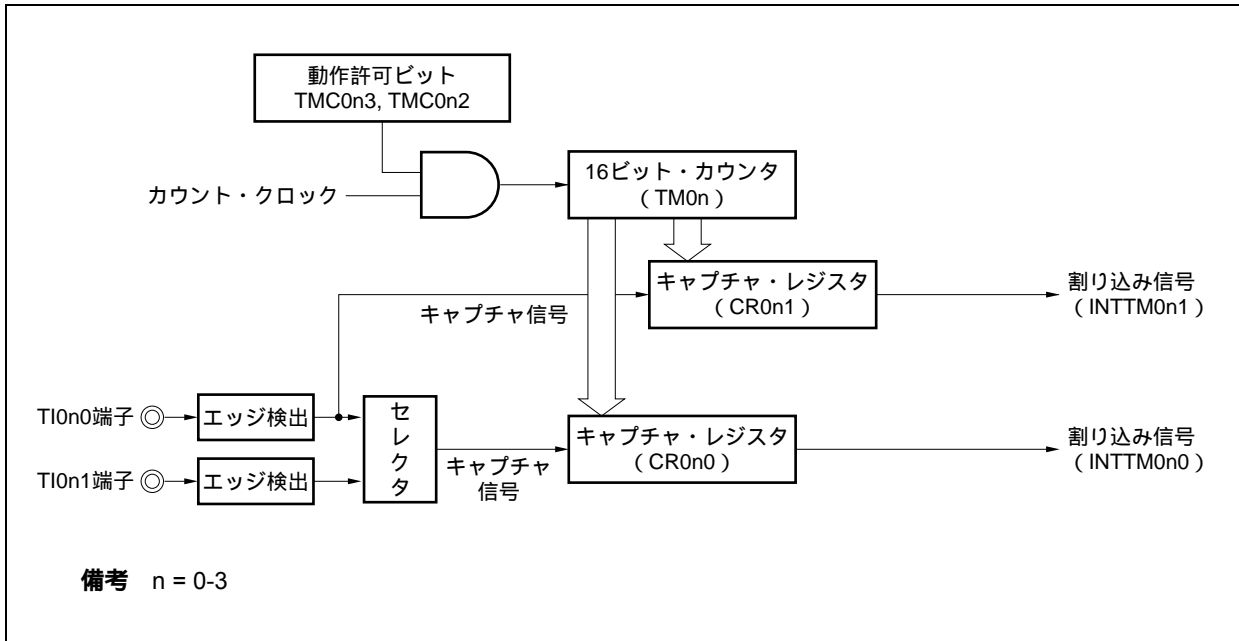 動作許可ビット
TMC0n3, TMC0n2
カウント・クロック
16ビット・カウンタ
( TM0n )
キャプチャ・レジスタ
( CR0n1 )
割り込み信号
( INTTM0n1 )
キャプチャ信号
TI0n0端子
エッジ検出
TI0n1端子
エッジ検出
セレクタ
キャプチャ
信号
キャプチャ・レジスタ
( CR0n0 )
割り込み信号
( INTTM0n0 )
備考 n = 0-3